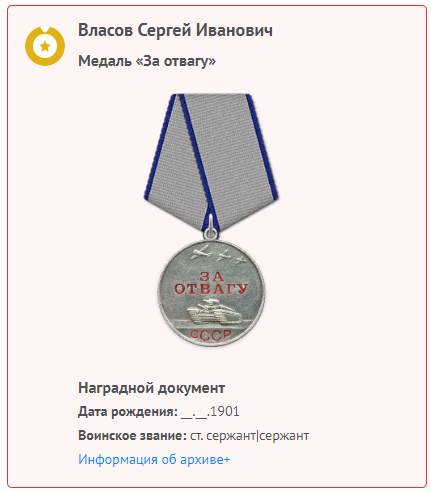 Власов Сергей Иванович
Медаль «За отвагу»
ЗА
ОТВАГУ
СССР
Наградной документ
Дата рождения: __.__.1901
Воинское звание: ст. сержант|сержант
Информация об архиве+